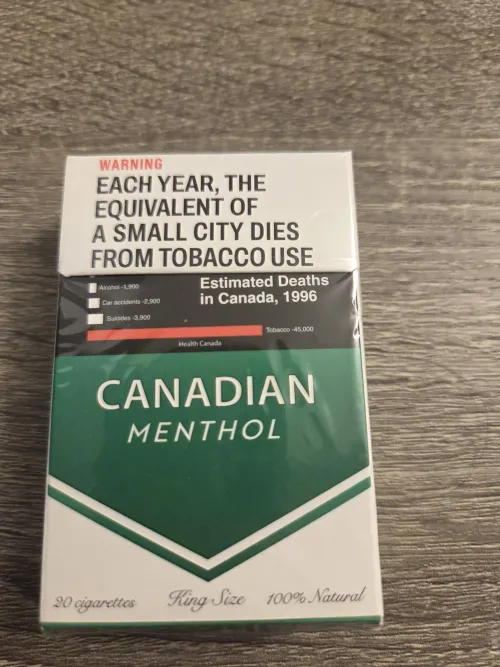 WARNING
EACH YEAR, THE
EQUIVALENT OF
A SMALL CITY DIES
FROM TOBACCO USE
Estimated Deaths
in Canada, 1996
Alcohol -1,900
Car accidents -2,900
Suicides -3,900
Tobacco -45,000
Health Canada
CANADIAN
MENTHOL
20 cigarettes King Size 100% Natural